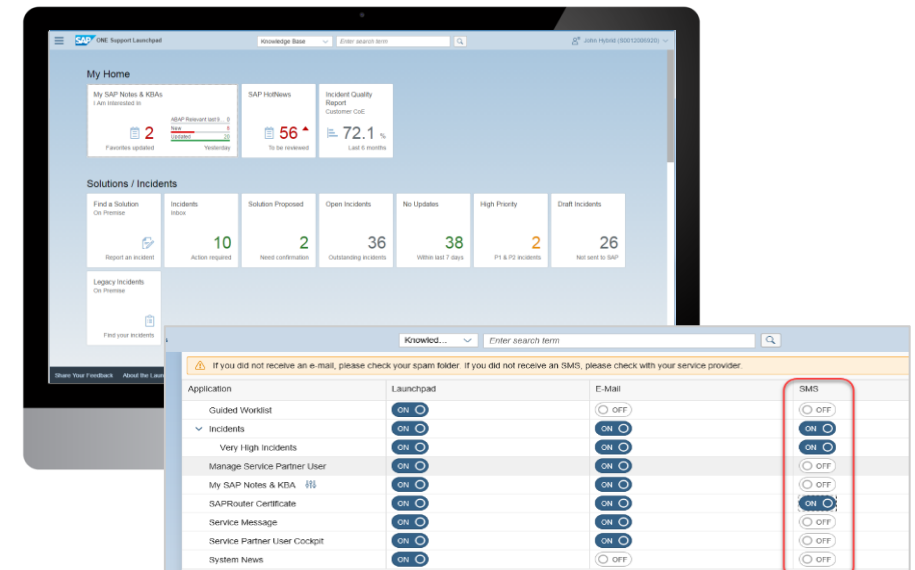 SAP ONE Support Launchpad
Knowledge Base
Enter search term
John Hybrid
My Home
My SAP Notes & KBAs
I Am Interested In
2
Favorites updated
New 6
Updated 20
Yesterday
SAP HotNews
56
To be reviewed
Incident Quality Report
Customer CoE
72.1 %
Last 6 months
Solutions / Incidents
Find a Solution
On Premise
Report an incident
Incidents
Inbox
10
Action required
Solution Proposed
2
Need confirmation
Open Incidents
36
Outstanding incidents
No Updates
38
Within last 7 days
High Priority
2
P1 & P2 incidents
Draft Incidents
26
Not sent to SAP
Legacy Incidents
On Premise
Find your incidents
Share Your Feedback About the Laun
Knowled... Enter search term
If you did not receive an e-mail, please check your spam folder. If you did not receive an SMS, please check with your service provider.
Application Launchpad E-Mail SMS
Guided Worklist ON OFF OFF
Incidents ON ON ON
Very High Incidents ON ON ON
Manage Service Partner User ON ON OFF
My SAP Notes & KBA ON ON OFF
SAPRouter Certificate ON ON ON
Service Message ON ON OFF
Service Partner User Cockpit ON ON OFF
System News ON OFF OFF